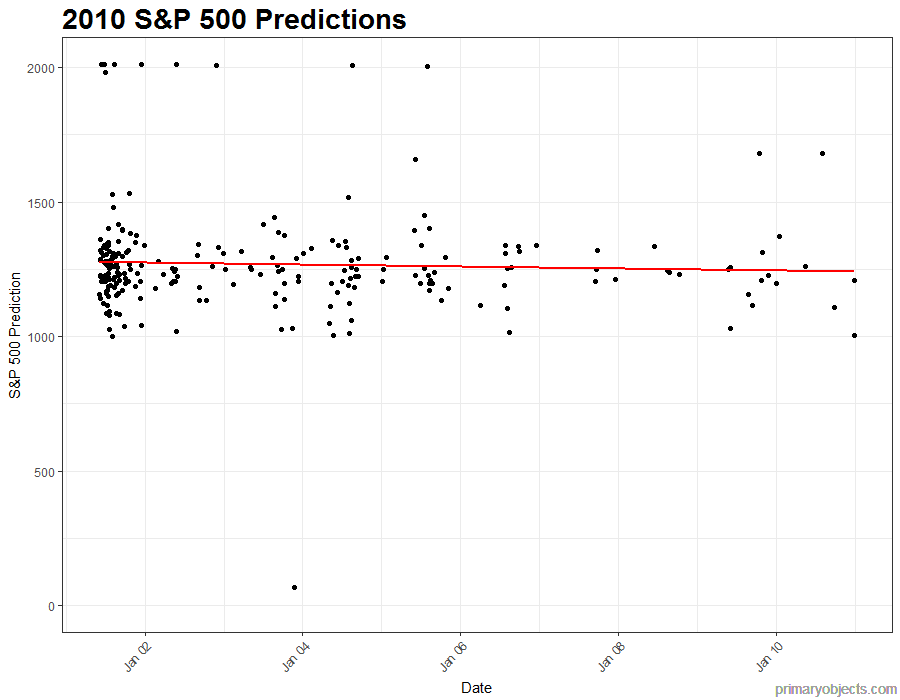 2010 S&P 500 Predictions
2000
1500
1000
500
0
S&P 500 Prediction
Jan 02
Jan 04
Jan 06
Jan 08
Jan 10
Date
primaryobjects.com